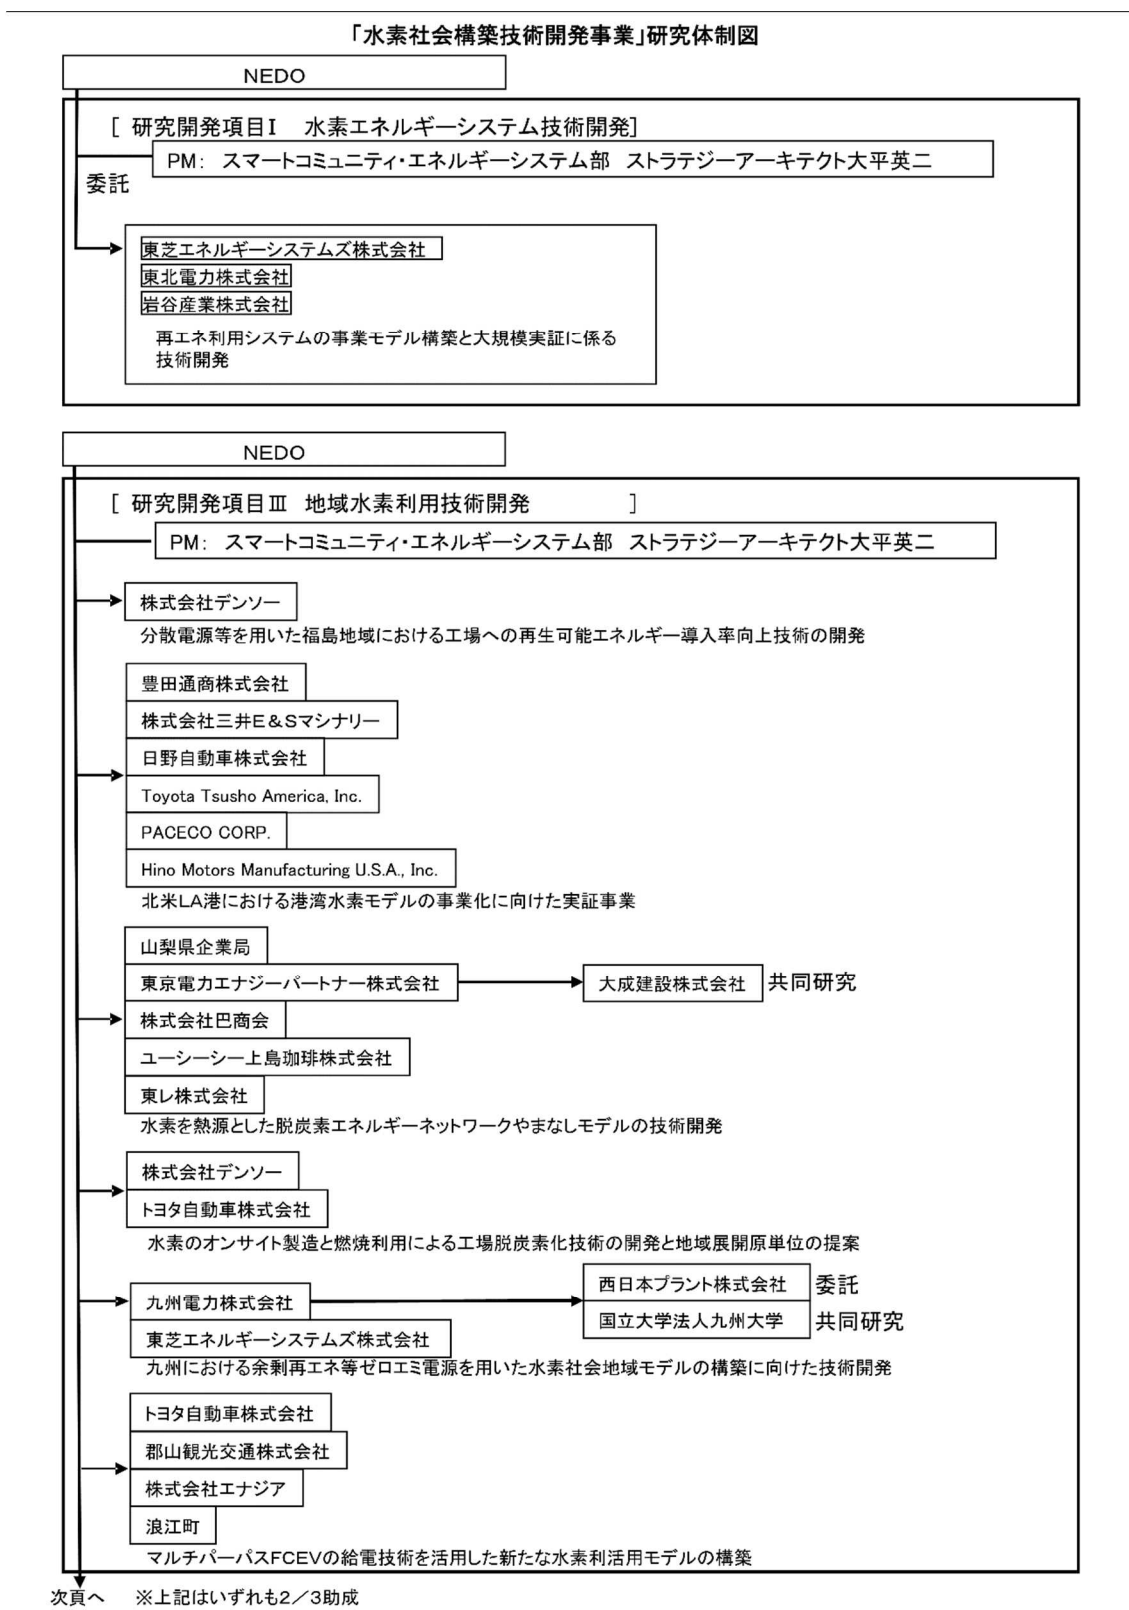 「水素社会構築技術開発事業」研究体制図
NEDO
[ 研究開発項目Ⅰ 水素エネルギーシステム技術開発]
PM: スマートコミュニティ・エネルギーシステム部 ストラテジーアーキテクト大平英二
委託
東芝エネルギーシステムズ株式会社
東北電力株式会社
岩谷産業株式会社
再エネ利用システムの事業モデル構築と大規模実証に係る
技術開発
NEDO
[ 研究開発項目Ⅲ 地域水素利用技術開発 ]
PM: スマートコミュニティ・エネルギーシステム部 ストラテジーアーキテクト大平英二
株式会社デンソー
分散電源等を用いた福島地域における工場への再生可能エネルギー導入率向上技術の開発
豊田通商株式会社
株式会社三井E&Sマシナリー
日野自動車株式会社
Toyota Tsusho America, Inc.
PACECO CORP.
Hino Motors Manufacturing U.S.A., Inc.
北米LA港における港湾水素モデルの事業化に向けた実証事業
山梨県企業局
東京電力エナジーパートナー株式会社 大成建設株式会社 共同研究
株式会社巴商会
ユーシーシー上島珈琲株式会社
東レ株式会社
水素を熱源とした脱炭素エネルギーネットワークやまなしモデルの技術開発
株式会社デンソー
トヨタ自動車株式会社
水素のオンサイト製造と燃焼利用による工場脱炭素化技術の開発と地域展開原単位の提案
西日本プラント株式会社 委託
九州電力株式会社
国立大学法人九州大学 共同研究
東芝エネルギーシステムズ株式会社
九州における余剰再エネ等ゼロエミ電源を用いた水素社会地域モデルの構築に向けた技術開発
トヨタ自動車株式会社
郡山観光交通株式会社
株式会社エナジア
浪江町
マルチパーパスFCEVの給電技術を活用した新たな水素利活用モデルの構築
次頁へ ※上記はいずれも2/3助成